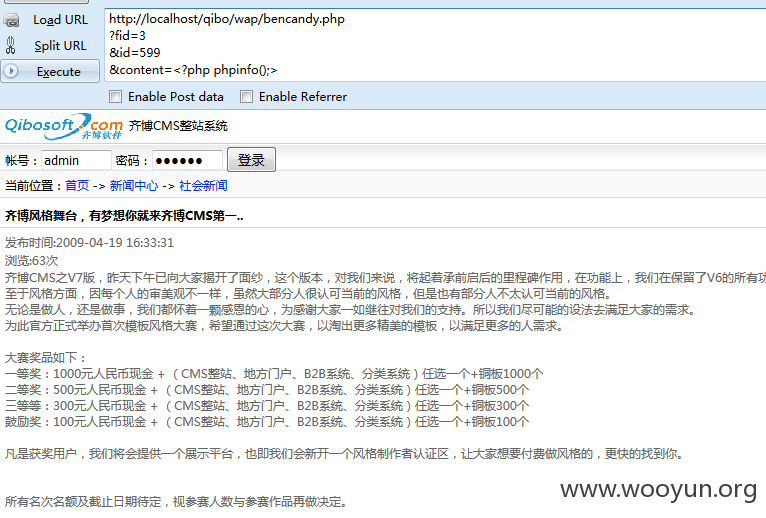 Load URL
Split URL
Execute
http://localhost/qibo/wap/bencandy.php
?fid=3
&id=599
&content=<?php phpinfo();>
Enable Post data Enable Referrer
Qibosoft.com 齐博软件 齐博CMS整站系统
帐号：admin 密码：●●●●●● 登录
当前位置：首页 -> 新闻中心 -> 社会新闻
齐博风格舞台，有梦想你就来齐博CMS第一..
发布时间:2009-04-19 16:33:31
浏览:63次
齐博CMS之V7版，昨天下午已向大家揭开了面纱，这个版本，对我们来说，将起着承前启后的里程碑作用，在功能上，我们在保留了V6的所有功
至于风格方面，因每个人的审美观不一样，虽然大部分人很认可当前的风格，但是也有部分人不太认可当前的风格。
无论是做人，还是做事，我们都怀着一颗感恩的心，为感谢大家一如继往对我们的支持。所以我们尽可能的设法去满足大家的需求。
为此官方正式举办首次模板风格大赛，希望通过这次大赛，以淘出更多精美的模板，以满足更多的人需求。
大赛奖品如下：
一等奖：1000元人民币现金 + （ CMS整站、地方门户、B2B系统、分类系统 ）任选一个+铜板1000个
二等奖：500元人民币现金 + （ CMS整站、地方门户、B2B系统、分类系统 ）任选一个+铜板500个
三等等：300元人民币现金 + （ CMS整站、地方门户、B2B系统、分类系统 ）任选一个+铜板300个
鼓励奖：100元人民币现金 + （ CMS整站、地方门户、B2B系统、分类系统 ）任选一个+铜板100个
凡是获奖用户，我们将会提供一个展示平台，也即我们会新开一个风格制作者认证区，让大家想要付费做风格的，更快的找到你。
所有名次名额及截止日期待定，视参赛人数与参赛作品再做决定。
www.wooyun.org